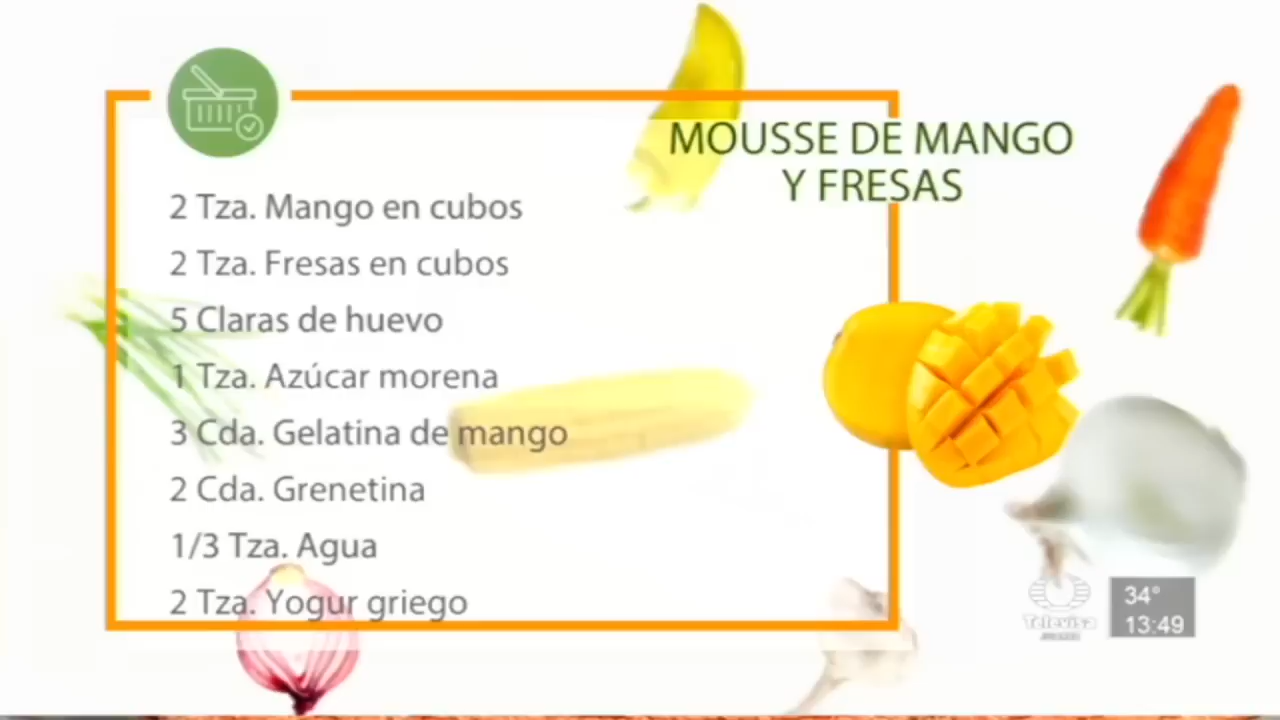 MOUSSE DE MANGO
Y FRESAS
2 Tza. Mango en cubos
2 Tza. Fresas en cubos
5 Claras de huevo
1 Tza. Azúcar morena
3 Cda. Gelatina de mango
2 Cda. Grenetina
1/3 Tza. Agua
2 Tza. Yogur griego
Televisa
34°
13:49